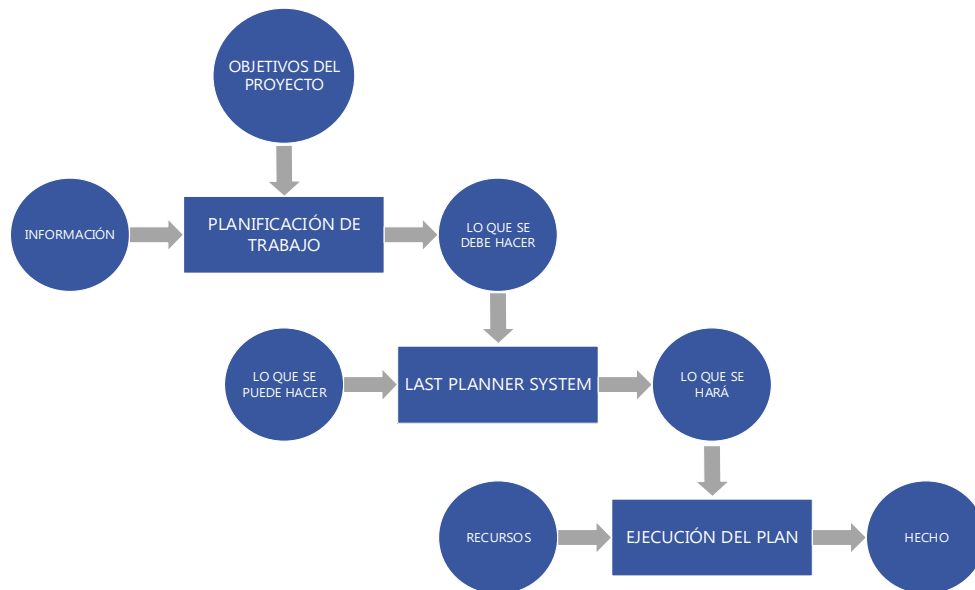 OBJETIVOS DEL
PROYECTO
INFORMACIÓN
PLANIFICACIÓN DE
TRABAJO
LO QUE SE
DEBE HACER
LO QUE SE
PUEDE HACER
LAST PLANNER SYSTEM
LO QUE SE
HARÁ
RECURSOS
EJECUCIÓN DEL PLAN
HECHO